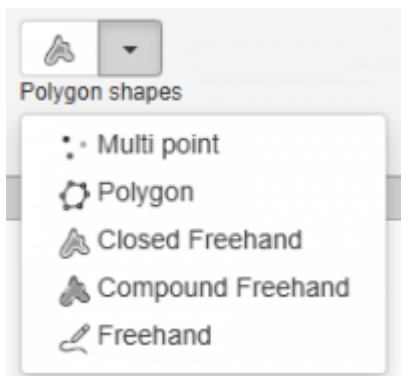 Polygon shapes
Multi point
Polygon
Closed Freehand
Compound Freehand
Freehand